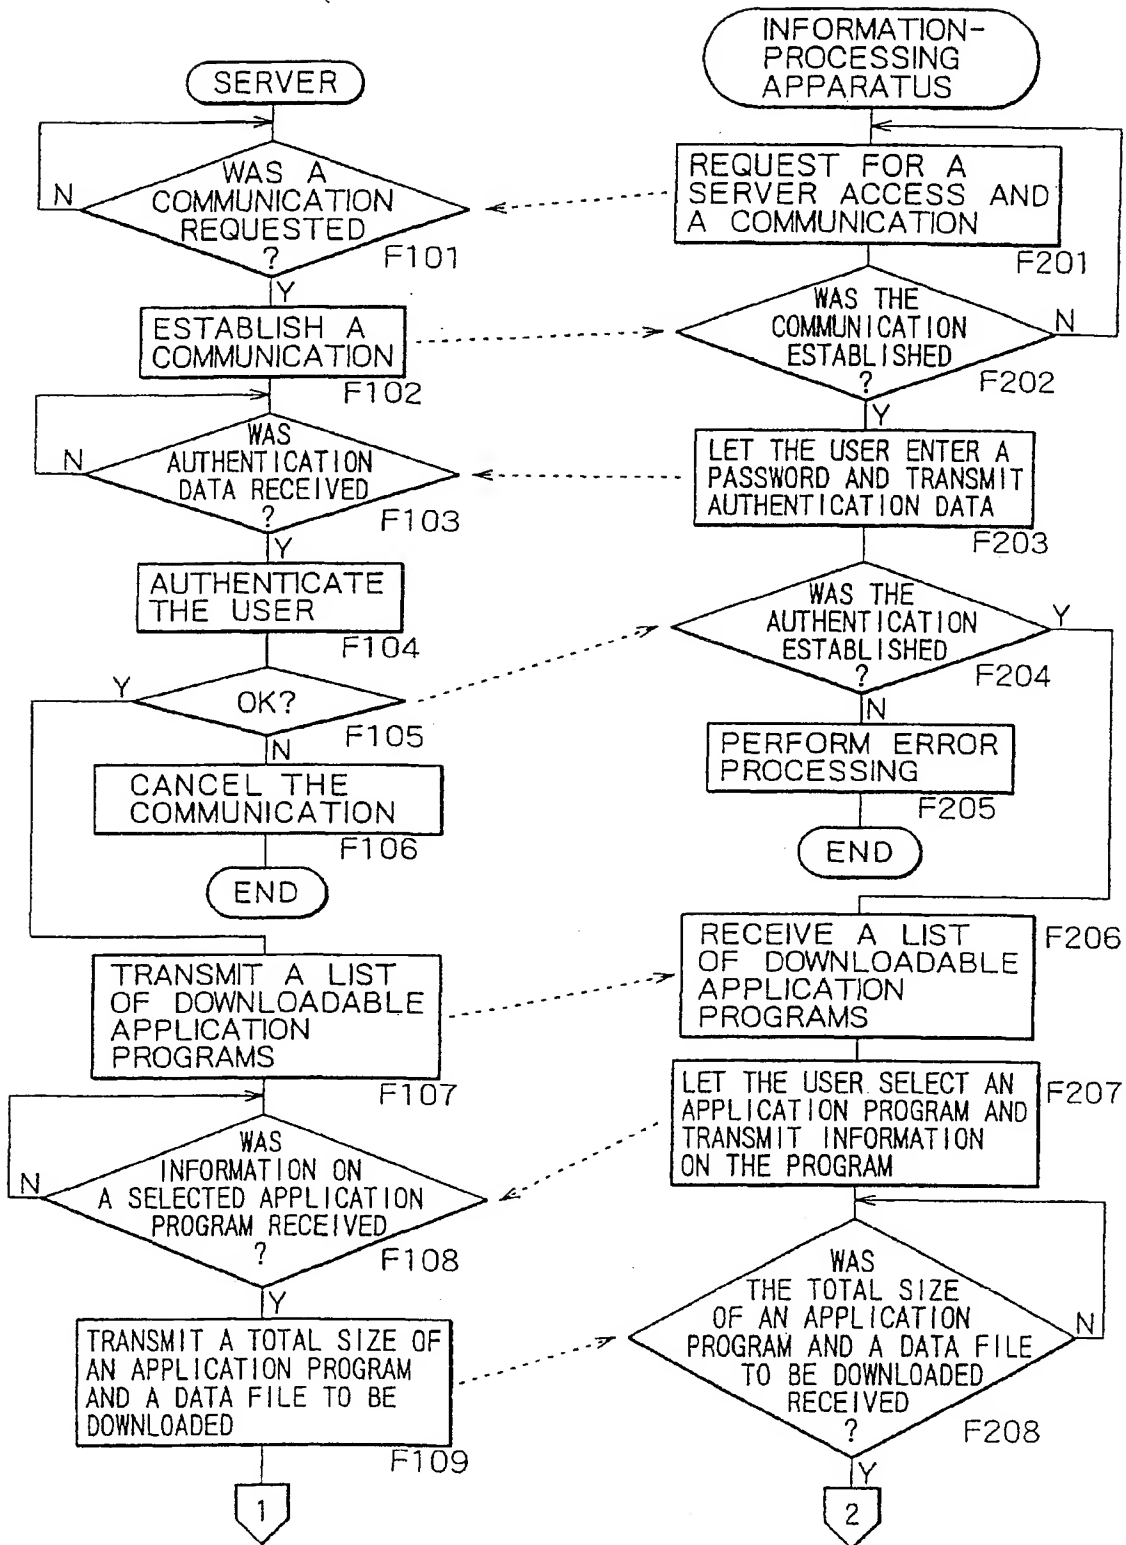 SERVER
WAS A
COMMUNICATION
REQUESTED
?
F101
N
Y
ESTABLISH A
COMMUNICATION
F102
WAS
AUTHENTICATION
DATA RECEIVED
?
F103
N
Y
AUTHENTICATE
THE USER
F104
OK?
F105
Y
N
CANCEL THE
COMMUNICATION
F106
END
TRANSMIT A LIST
OF DOWNLOADABLE
APPLICATION
PROGRAMS
F107
WAS
INFORMATION ON
A SELECTED APPLICATION
PROGRAM RECEIVED
?
F108
N
Y
TRANSMIT A TOTAL SIZE OF
AN APPLICATION PROGRAM
AND A DATA FILE TO BE
DOWNLOADED
F109
1
INFORMATION-
PROCESSING
APPARATUS
REQUEST FOR A
SERVER ACCESS AND
A COMMUNICATION
F201
WAS THE
COMMUNICATION
ESTABLISHED
?
F202
N
Y
LET THE USER ENTER A
PASSWORD AND TRANSMIT
AUTHENTICATION DATA
F203
WAS THE
AUTHENTICATION
ESTABLISHED
?
F204
Y
N
PERFORM ERROR
PROCESSING
F205
END
RECEIVE A LIST
OF DOWNLOADABLE
APPLICATION
PROGRAMS
F206
LET THE USER SELECT AN
APPLICATION PROGRAM AND
TRANSMIT INFORMATION
ON THE PROGRAM
F207
WAS
THE TOTAL SIZE
OF AN APPLICATION
PROGRAM AND A DATA FILE
TO BE DOWNLOADED
RECEIVED
?
F208
N
Y
2